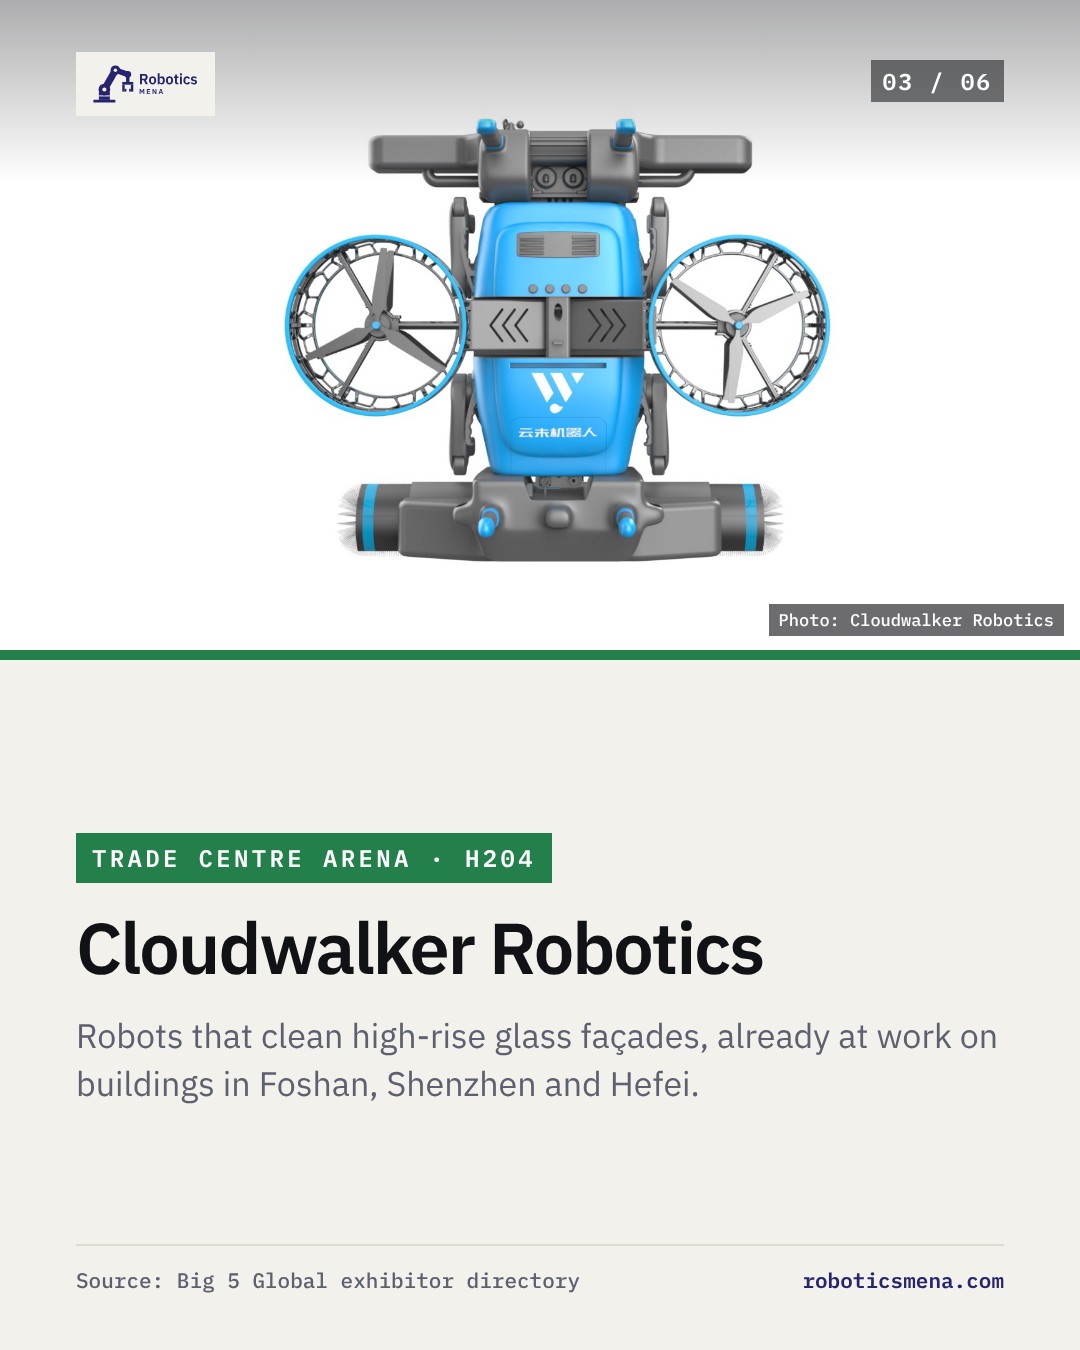 Robotics
MENA
03 / 06
云未机器人
Photo: Cloudwalker Robotics
TRADE CENTRE ARENA · H204
Cloudwalker Robotics
Robots that clean high-rise glass façades, already at work on
buildings in Foshan, Shenzhen and Hefei.
Source: Big 5 Global exhibitor directory
roboticsmena.com